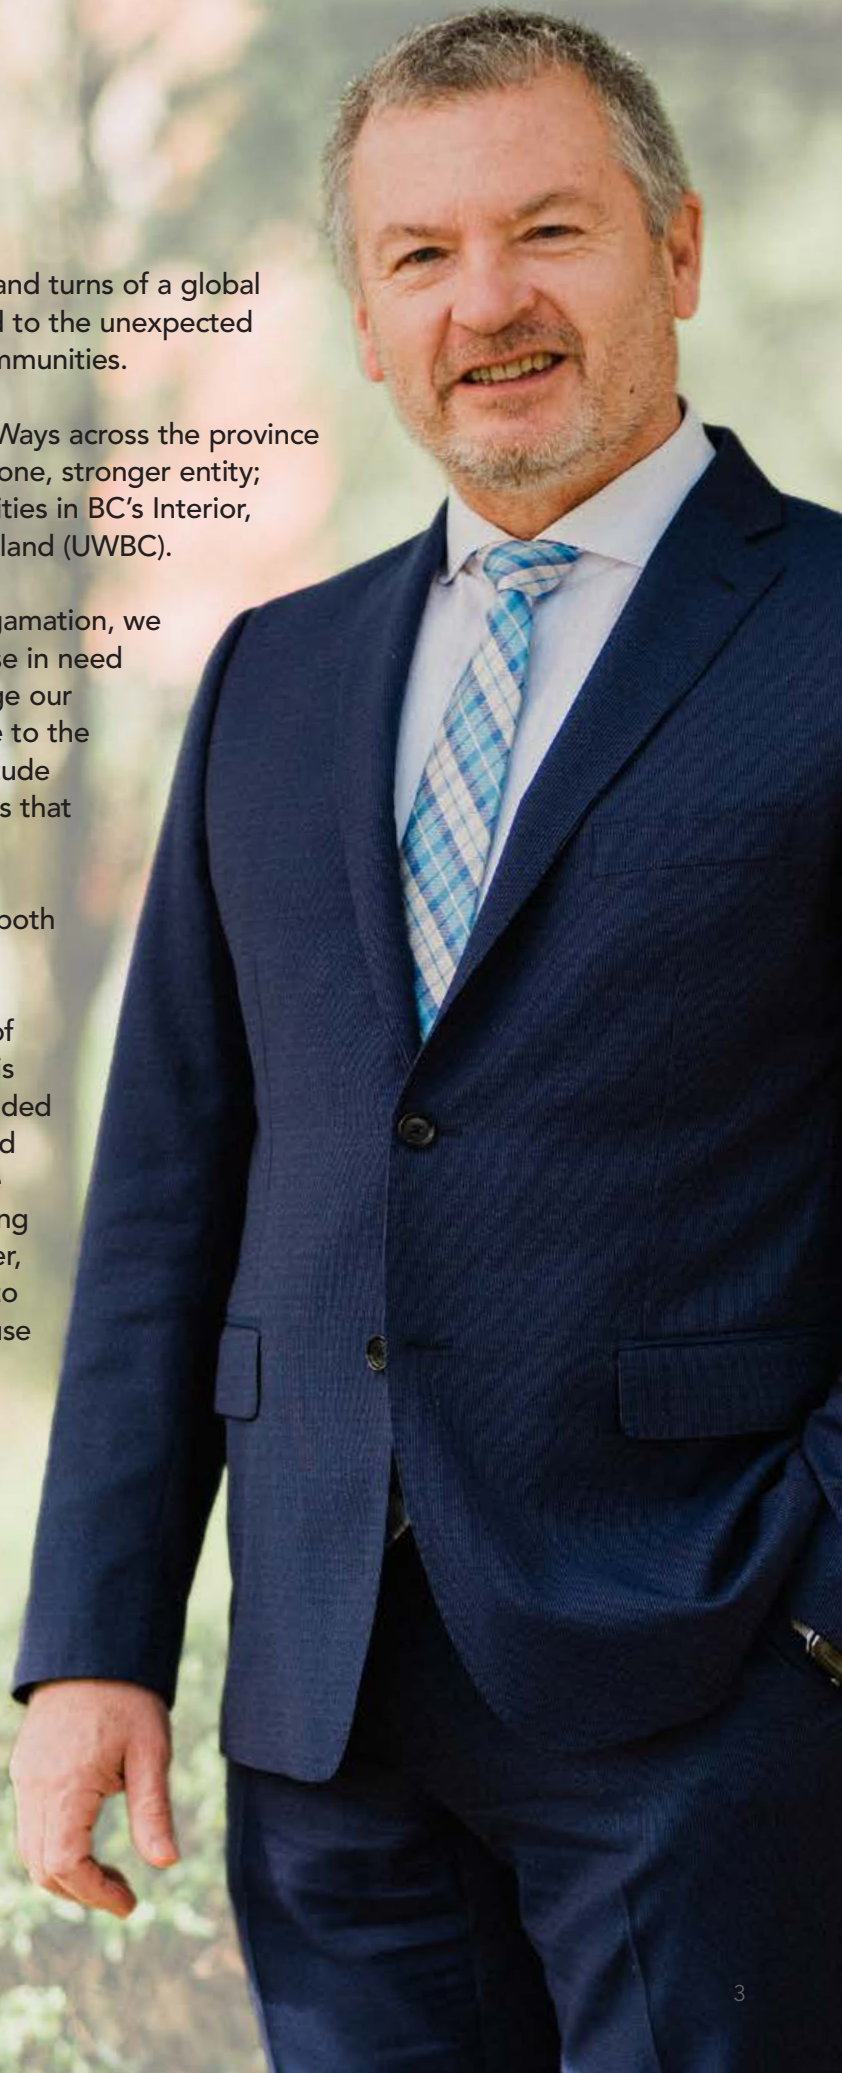 and turns of a global
to the unexpected
mmunities.
Ways across the province
one, stronger entity;
ities in BC's Interior,
land (UWBC).
gamation, we
se in need
ge our
e to the
ude
s that
both
of
is
ded
d
ng
er,
to
use
3